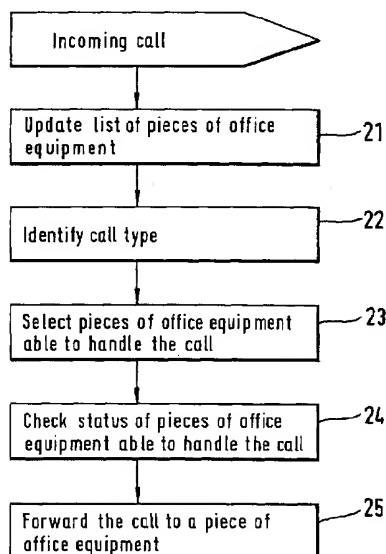 Incoming call
Update list of pieces of office
equipment
21
Identify call type
22
Select pieces of office equipment
able to handle the call
23
Check status of pieces of office
equipment able to handle the call
24
Forward the call to a piece of
office equipment
25